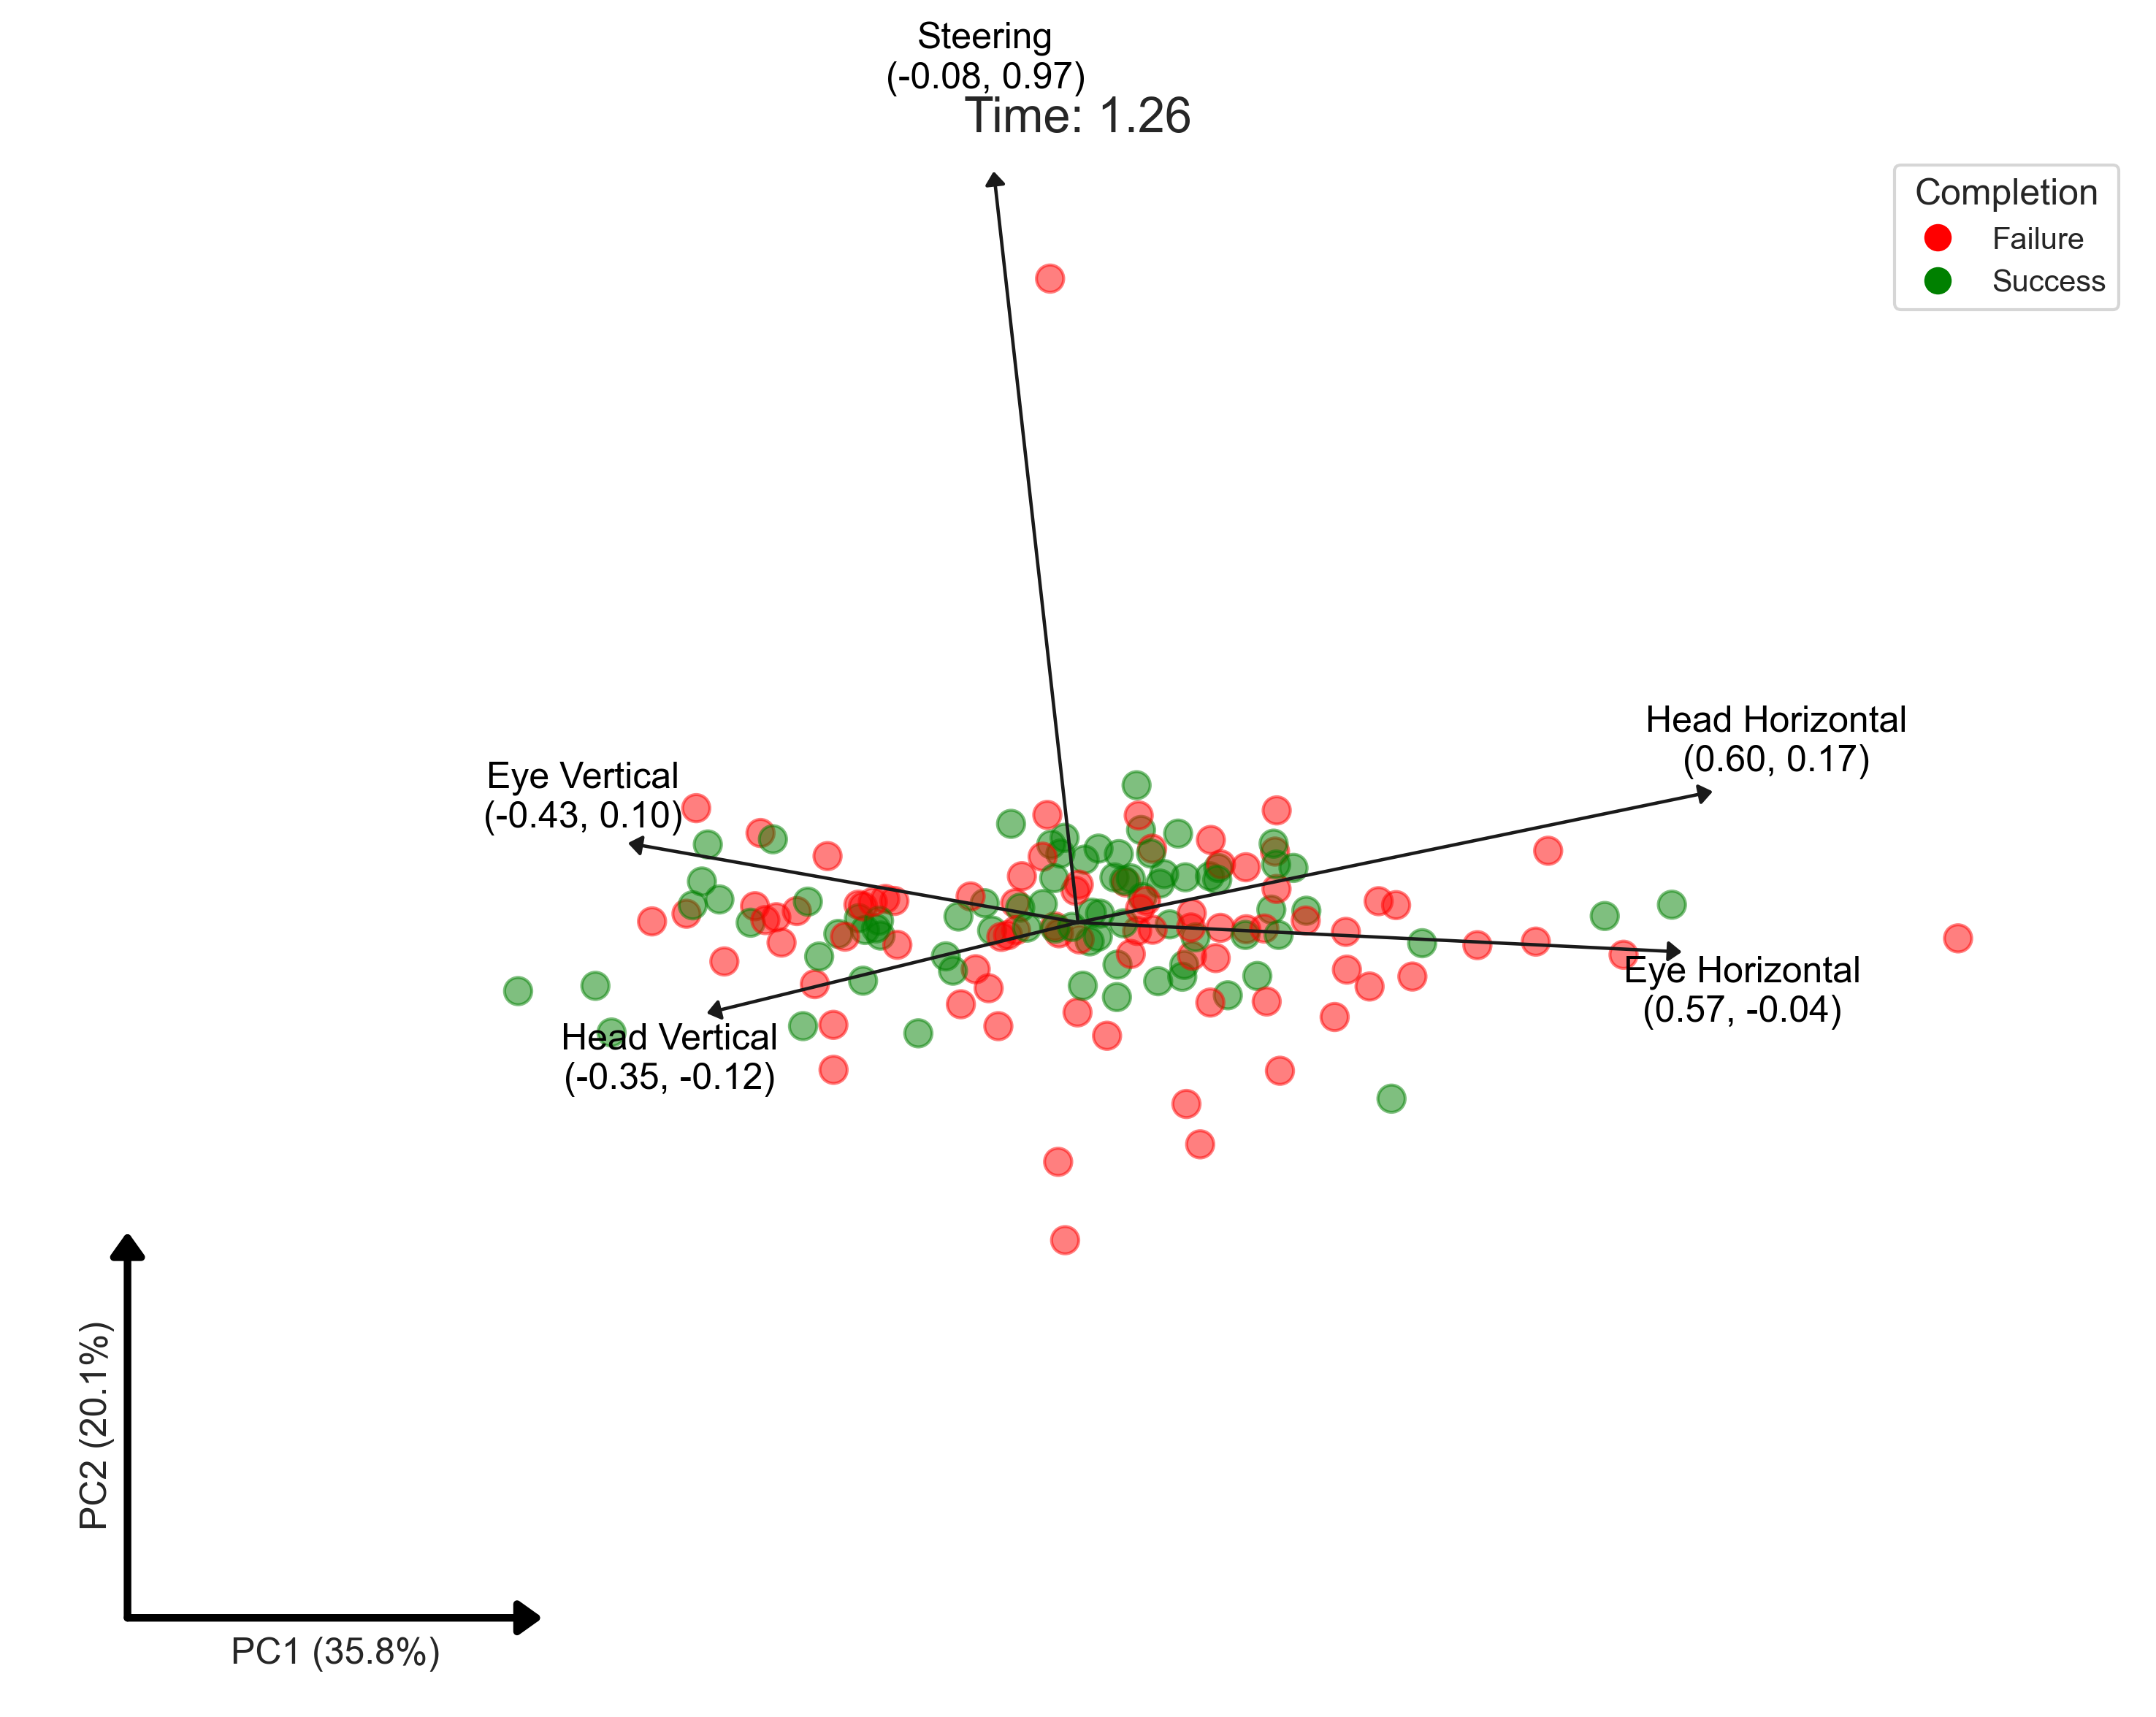 Steering
(-0.08, 0.97)
Time: 1.26
Completion
Failure
Success
Head Horizontal
(0.60, 0.17)
Eye Vertical
(-0.43, 0.10)
Eye Horizontal
(0.57, -0.04)
Head Vertical
(-0.35, -0.12)
PC2 (20.1%)
PC1 (35.8%)